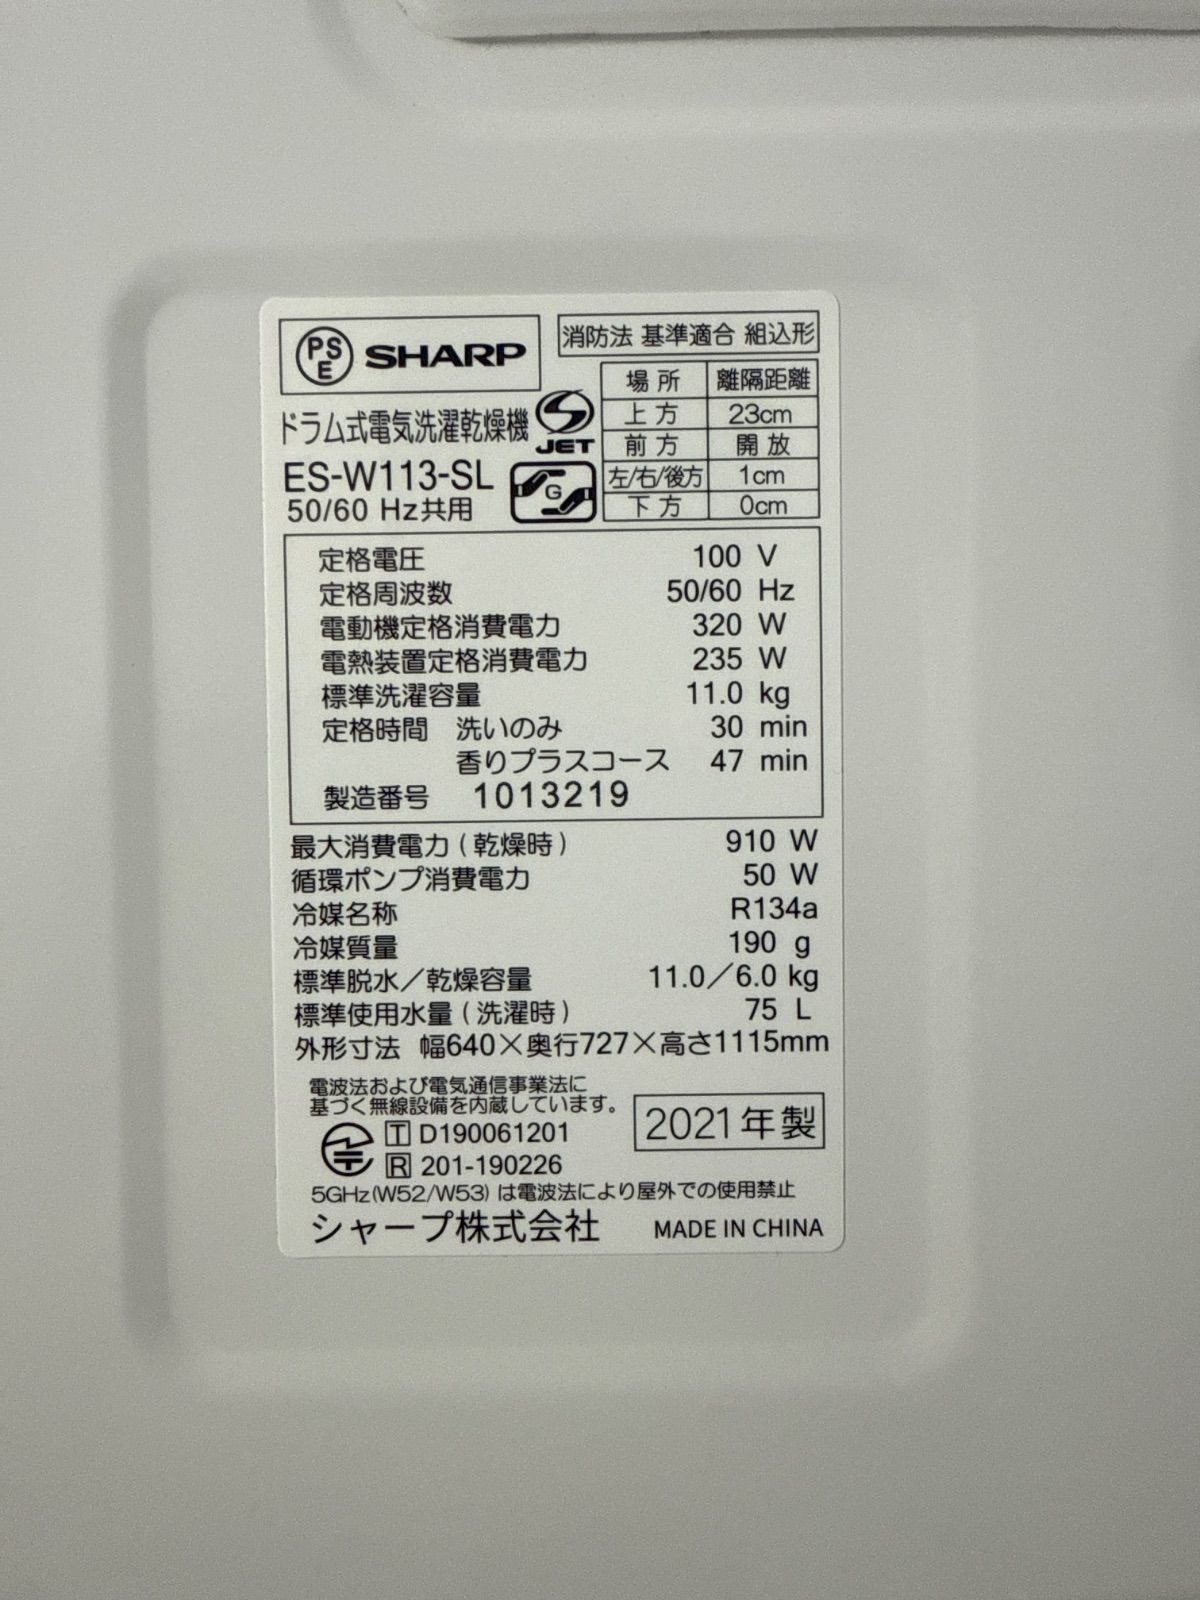 PSE SHARP
消防法 基準適合 組込形
場所 離隔距離
上方 23cm
前方 開放
左/右/後方 1cm
下方 0cm
ドラム式電気洗濯乾燥機
S JET
ES-W113-SL
G
50/60 Hz共用
定格電圧 100 V
定格周波数 50/60 Hz
電動機定格消費電力 320 W
電熱装置定格消費電力 235 W
標準洗濯容量 11.0 kg
定格時間 洗いのみ 30 min
香りプラスコース 47 min
製造番号 1013219
最大消費電力(乾燥時) 910 W
循環ポンプ消費電力 50 W
冷媒名称 R134a
冷媒質量 190 g
標準脱水/乾燥容量 11.0/6.0 kg
標準使用水量(洗濯時) 75 L
外形寸法 幅640×奥行727×高さ1115mm
電波法および電気通信事業法に
基づく無線設備を内蔵しています。
2021年製
T D190061201
R 201-190226
5GHz(W52/W53)は電波法により屋外での使用禁止
シャープ株式会社 MADE IN CHINA